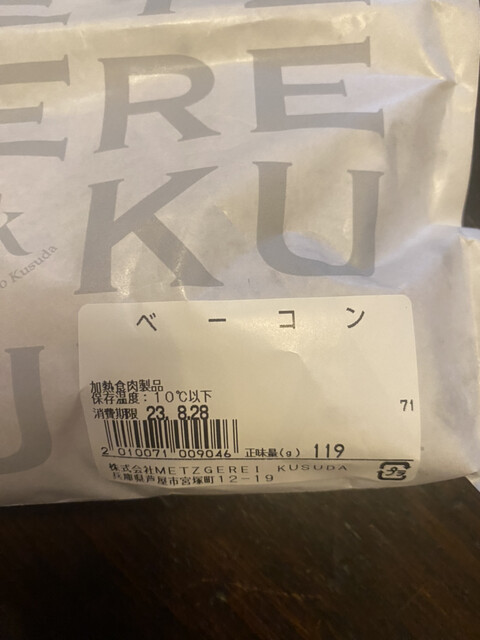 ERE
KU
o Kusuda
ベーコン
加熱食肉製品
保存温度：10℃以下
消費期限 23. 8.28
71
2 010071 009046 正味量(g) 119
株式会社METZGEREI KUSUDA
兵庫県芦屋市宮塚町12-19
プラ